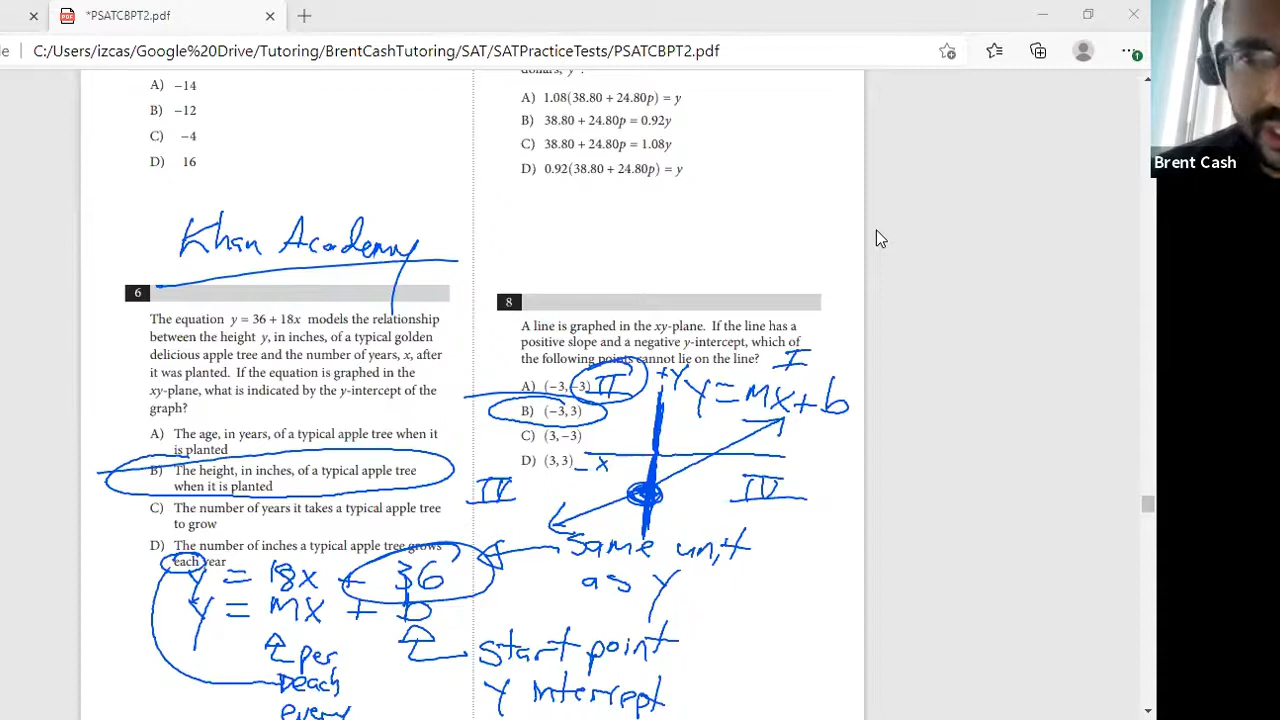 *PSATCBPT2.pdf
C:/Users/izcas/Google%20Drive/Tutoring/BrentCashTutoring/SAT/SATPracticeTests/PSATCBPT2.pdf
Brent Cash
A) −14
B) −12
C) −4
D) 16
Khan Academy
6
The equation y = 36 + 18x models the relationship
between the height y, in inches, of a typical golden
delicious apple tree and the number of years, x, after
it was planted. If the equation is graphed in the
xy-plane, what is indicated by the y-intercept of the
graph?
A) The age, in years, of a typical apple tree when it
is planted
B) The height, in inches, of a typical apple tree
when it is planted
C) The number of years it takes a typical apple tree
to grow
D) The number of inches a typical apple tree grows
each year
y = 18x + 36
y = mx + b
per
each
every
dollars, y ?
A) 1.08(38.80 + 24.80p) = y
B) 38.80 + 24.80p = 0.92y
C) 38.80 + 24.80p = 1.08y
D) 0.92(38.80 + 24.80p) = y
8
A line is graphed in the xy-plane. If the line has a
positive slope and a negative y-intercept, which of
the following points cannot lie on the line?
A) (−3, −3)
B) (−3, 3)
C) (3, −3)
D) (3, 3)
II
+y
I
y = mx + b
−x
IV
IV
same unit
as y
start point
y intercept